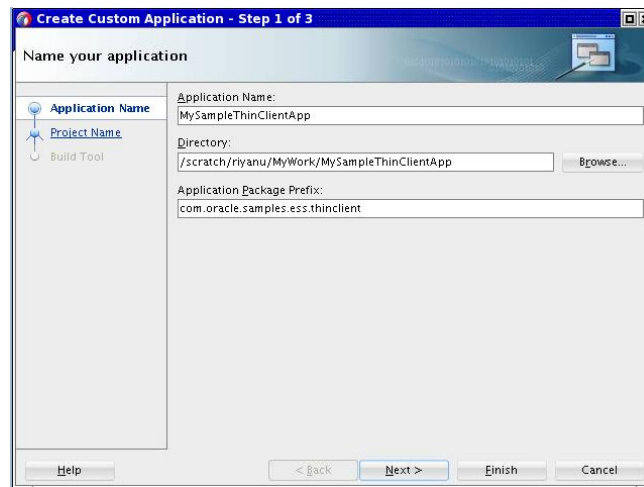 Create Custom Application - Step 1 of 3
Name your application
Application Name
Project Name
Build Tool
Application Name:
MySampleThinClientApp
Directory:
/scratch/riyanu/MyWork/MySampleThinClientApp
Browse...
Application Package Prefix:
com.oracle.samples.ess.thinclient
Help
< Back
Next >
Finish
Cancel